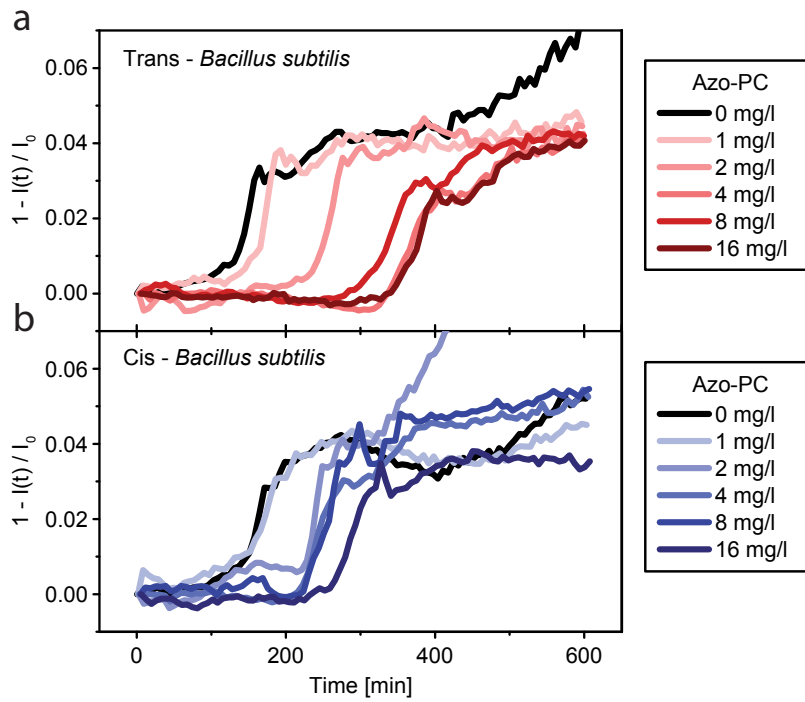 a
Trans - Bacillus subtilis
0.06
0.04
0.02
0.00
1 - I(t) / I0
Azo-PC
0 mg/l
1 mg/l
2 mg/l
4 mg/l
8 mg/l
16 mg/l
b
Cis - Bacillus subtilis
0.06
0.04
0.02
0.00
1 - I(t) / I0
0
200
400
600
Time [min]
Azo-PC
0 mg/l
1 mg/l
2 mg/l
4 mg/l
8 mg/l
16 mg/l